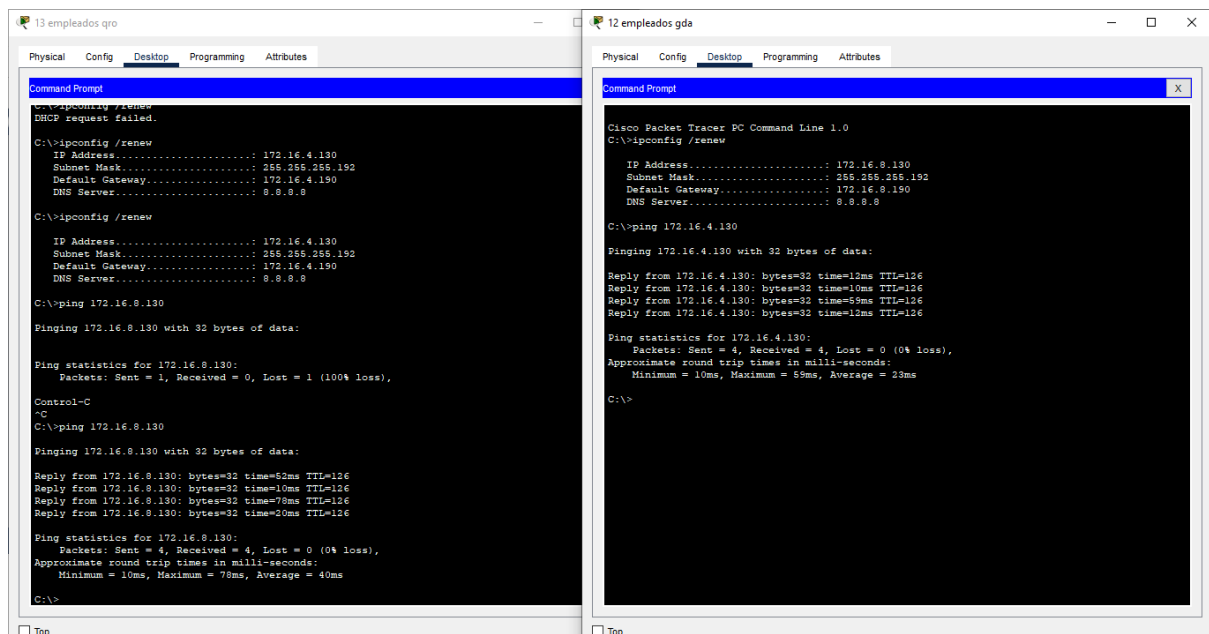 13 empleados qro
Physical Config Desktop Programming Attributes
Command Prompt
C:\>ipconfig /renew
DHCP request failed.
C:\>ipconfig /renew
IP Address......................: 172.16.4.130
Subnet Mask.....................: 255.255.255.192
Default Gateway.................: 172.16.4.190
DNS Server......................: 8.8.8.8
C:\>ipconfig /renew
IP Address......................: 172.16.4.130
Subnet Mask.....................: 255.255.255.192
Default Gateway.................: 172.16.4.190
DNS Server......................: 8.8.8.8
C:\>ping 172.16.8.130
Pinging 172.16.8.130 with 32 bytes of data:
Ping statistics for 172.16.8.130:
Packets: Sent = 1, Received = 0, Lost = 1 (100% loss),
Control-C
^C
C:\>ping 172.16.8.130
Pinging 172.16.8.130 with 32 bytes of data:
Reply from 172.16.8.130: bytes=32 time=52ms TTL=126
Reply from 172.16.8.130: bytes=32 time=10ms TTL=126
Reply from 172.16.8.130: bytes=32 time=78ms TTL=126
Reply from 172.16.8.130: bytes=32 time=20ms TTL=126
Ping statistics for 172.16.8.130:
Packets: Sent = 4, Received = 4, Lost = 0 (0% loss),
Approximate round trip times in milli-seconds:
Minimum = 10ms, Maximum = 78ms, Average = 40ms
C:\>
Top
12 empleados gda
Physical Config Desktop Programming Attributes
Command Prompt
X
Cisco Packet Tracer PC Command Line 1.0
C:\>ipconfig /renew
IP Address......................: 172.16.8.130
Subnet Mask.....................: 255.255.255.192
Default Gateway.................: 172.16.8.190
DNS Server......................: 8.8.8.8
C:\>ping 172.16.4.130
Pinging 172.16.4.130 with 32 bytes of data:
Reply from 172.16.4.130: bytes=32 time=12ms TTL=126
Reply from 172.16.4.130: bytes=32 time=10ms TTL=126
Reply from 172.16.4.130: bytes=32 time=59ms TTL=126
Reply from 172.16.4.130: bytes=32 time=12ms TTL=126
Ping statistics for 172.16.4.130:
Packets: Sent = 4, Received = 4, Lost = 0 (0% loss),
Approximate round trip times in milli-seconds:
Minimum = 10ms, Maximum = 59ms, Average = 23ms
C:\>
Top